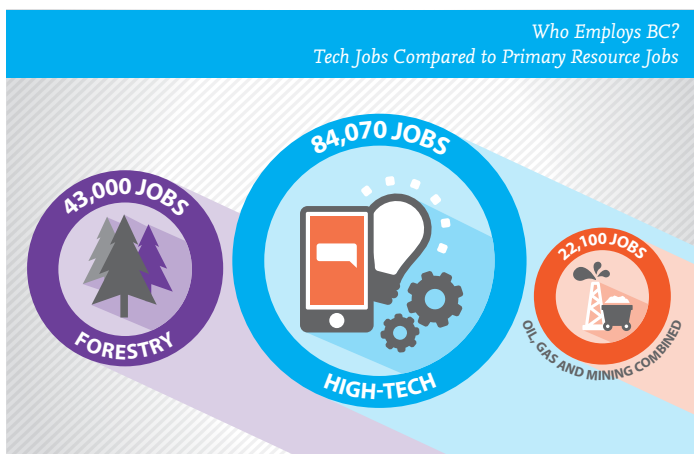 Who Employs BC?
Tech Jobs Compared to Primary Resource Jobs
43,000 JOBS
FORESTRY
84,070 JOBS
HIGH-TECH
22,100 JOBS
OIL, GAS AND MINING COMBINED